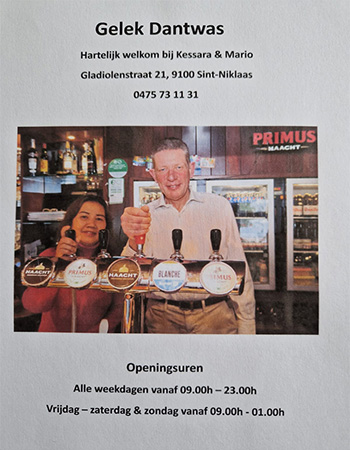 Gelek Dantwas
Hartelijk welkom bij Kessara & Mario
Gladiolenstraat 21, 9100 Sint-Niklaas
0475 73 11 31
PRIMUS
HAACHT
HAACHT
PRIMUS
HAACHT
BLANCHE
PRIMUS
Openingsuren
Alle weekdagen vanaf 09.00h – 23.00h
Vrijdag – zaterdag & zondag vanaf 09.00h - 01.00h